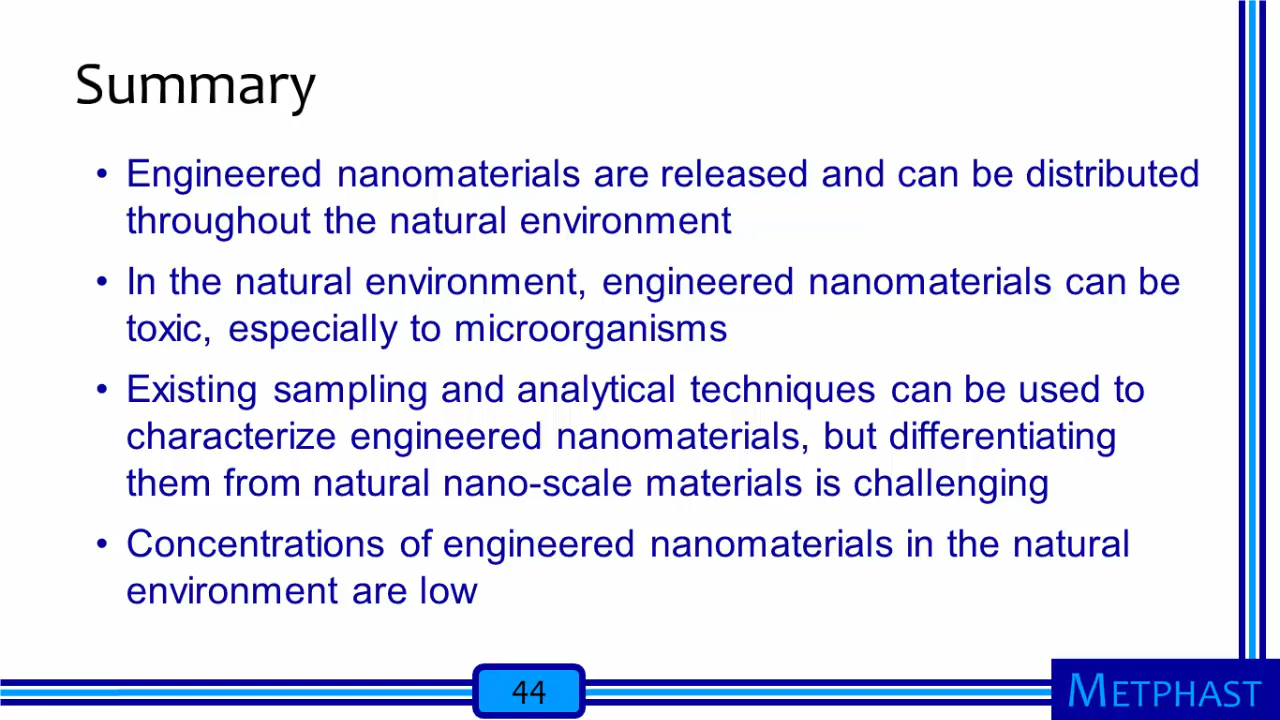 Summary
• Engineered nanomaterials are released and can be distributed
throughout the natural environment
• In the natural environment, engineered nanomaterials can be
toxic, especially to microorganisms
• Existing sampling and analytical techniques can be used to
characterize engineered nanomaterials, but differentiating
them from natural nano-scale materials is challenging
• Concentrations of engineered nanomaterials in the natural
environment are low
44
METPHAST